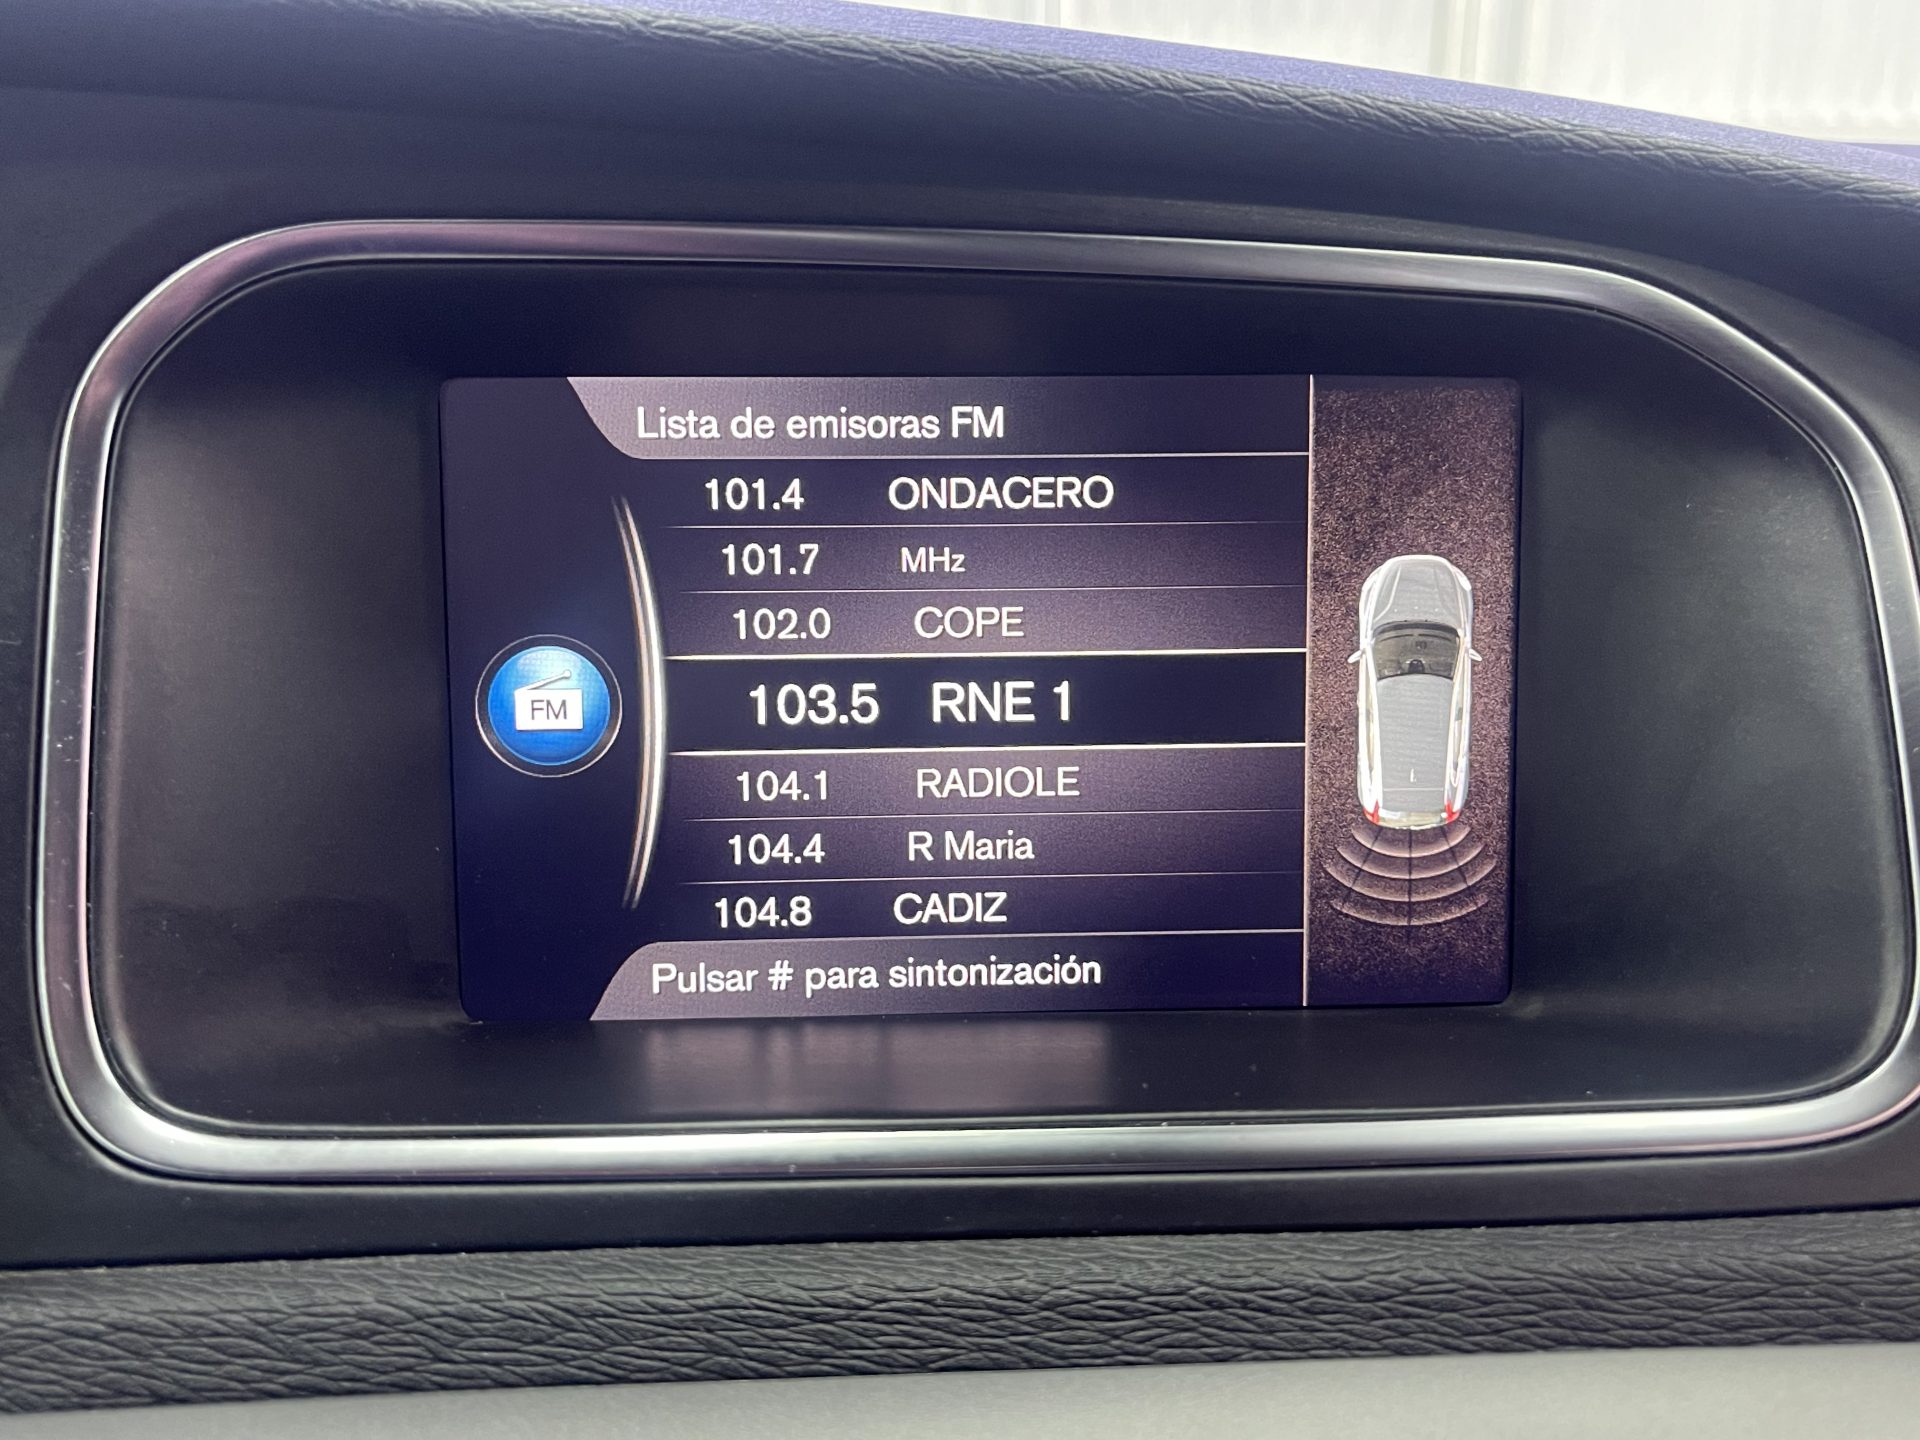 Lista de emisoras FM
101.4 ONDACERO
101.7 MHz
102.0 COPE
FM
103.5 RNE 1
104.1 RADIOLE
104.4 R Maria
104.8 CADIZ
Pulsar # para sintonización